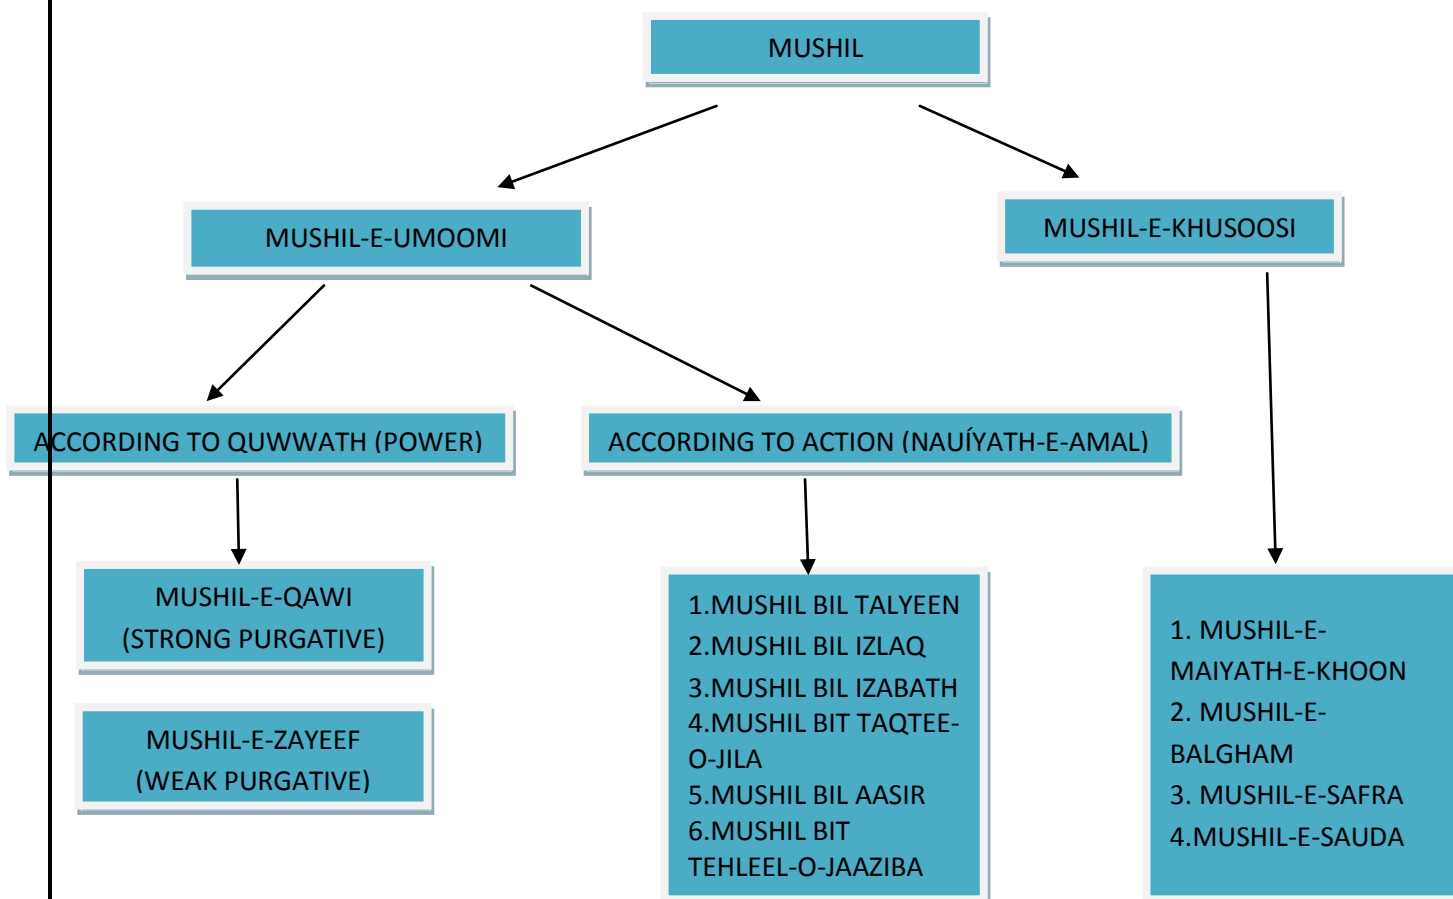 MUSHIL
MUSHIL-E-UMOOMI
MUSHIL-E-KHUSOOSI
ACCORDING TO QUWWATH (POWER)
ACCORDING TO ACTION (NAUÍYATH-E-AMAL)
MUSHIL-E-QAWI
(STRONG PURGATIVE)
MUSHIL-E-ZAYEEF
(WEAK PURGATIVE)
1.MUSHIL BIL TALYEEN
2.MUSHIL BIL IZLAQ
3.MUSHIL BIL IZABATH
4.MUSHIL BIT TAQTEE-
O-JILA
5.MUSHIL BIL AASIR
6.MUSHIL BIT
TEHLEEL-O-JAAZIBA
1. MUSHIL-E-
MAIYATH-E-KHOON
2. MUSHIL-E-
BALGHAM
3. MUSHIL-E-SAFRA
4.MUSHIL-E-SAUDA